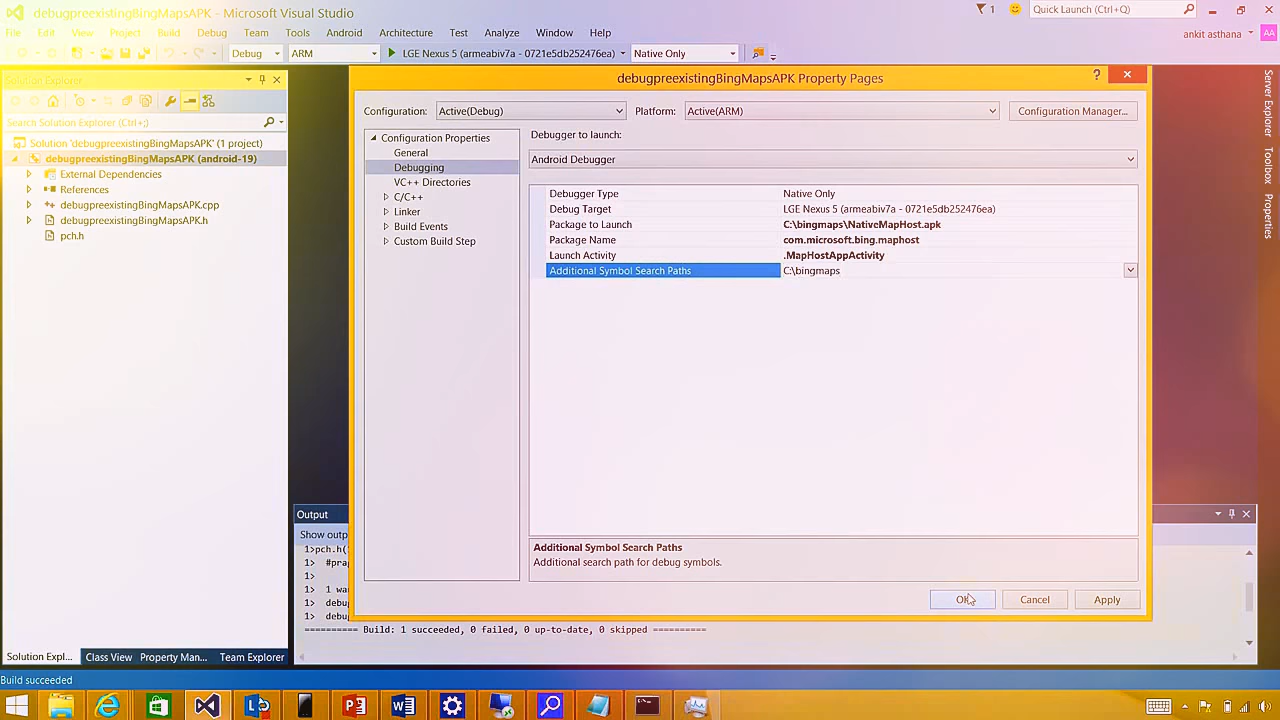 debugpreexistingBingMapsAPK - Microsoft Visual Studio
1
Quick Launch (Ctrl+Q)
File Edit View Project Build Debug Team Tools Android Architecture Test Analyze Window Help
ankit asthana
AA
Debug
ARM
LGE Nexus 5 (armeabiv7a - 0721e5db252476ea)
Native Only
Solution Explorer
Search Solution Explorer (Ctrl+;)
Solution 'debugpreexistingBingMapsAPK' (1 project)
debugpreexistingBingMapsAPK (android-19)
External Dependencies
References
debugpreexistingBingMapsAPK.cpp
debugpreexistingBingMapsAPK.h
pch.h
Solution Expl...
Class View
Property Man...
Team Explorer
debugpreexistingBingMapsAPK Property Pages
?
Configuration:
Active(Debug)
Platform:
Active(ARM)
Configuration Manager...
Configuration Properties
General
Debugging
VC++ Directories
C/C++
Linker
Build Events
Custom Build Step
Debugger to launch:
Android Debugger
Debugger Type Native Only
Debug Target LGE Nexus 5 (armeabiv7a - 0721e5db252476ea)
Package to Launch C:\bingmaps\NativeMapHost.apk
Package Name com.microsoft.bing.maphost
Launch Activity .MapHostAppActivity
Additional Symbol Search Paths C:\bingmaps
Additional Symbol Search Paths
Additional search path for debug symbols.
OK
Cancel
Apply
Output
Show outp
1>pch.h(
1> #pra
1>
1> 1 wa
1> debu
1> debu
========== Build: 1 succeeded, 0 failed, 0 up-to-date, 0 skipped ==========
Server Explorer
Toolbox
Properties
Build succeeded